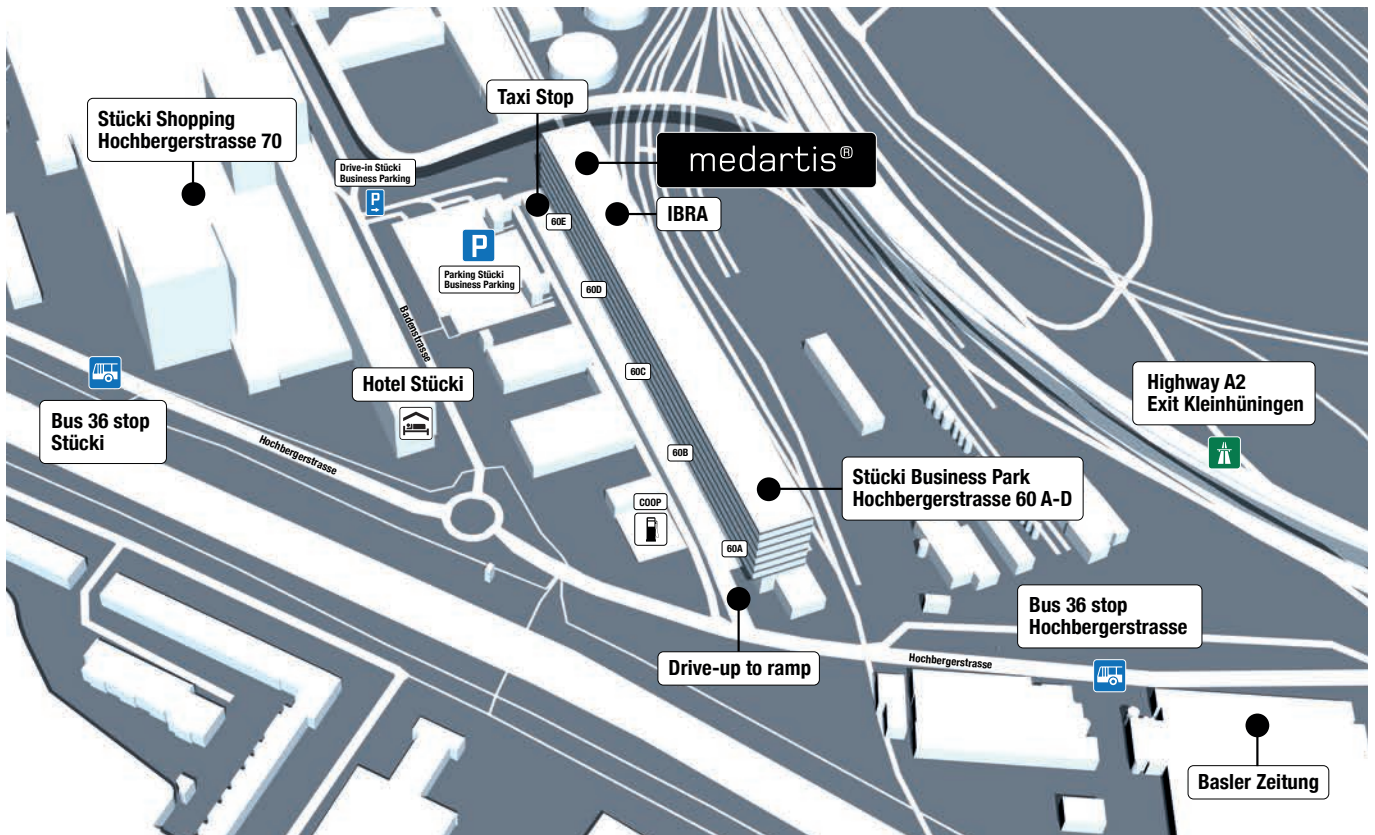 Taxi Stop
Stücki Shopping
Hochbergerstrasse 70
medartis®
Drive-in Stücki
Business Parking
P
IBRA
60E
P
Parking Stücki
Business Parking
60D
Badenstrasse
60C
Hotel Stücki
Highway A2
Exit Kleinhüningen
Bus 36 stop
Stücki
Hochbergerstrasse
60B
Stücki Business Park
Hochbergerstrasse 60 A-D
COOP
60A
Bus 36 stop
Hochbergerstrasse
Drive-up to ramp
Hochbergerstrasse
Basler Zeitung